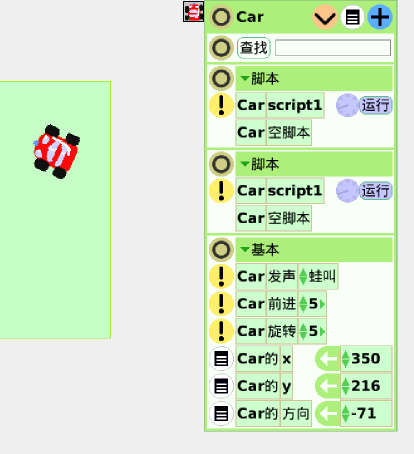 Car
查找
脚本
Car script1 运行
Car 空脚本
脚本
Car script1 运行
Car 空脚本
基本
Car 发声 蛙叫
Car 前进 5
Car 旋转 5
Car的 x 350
Car的 y 216
Car的 方向 -71